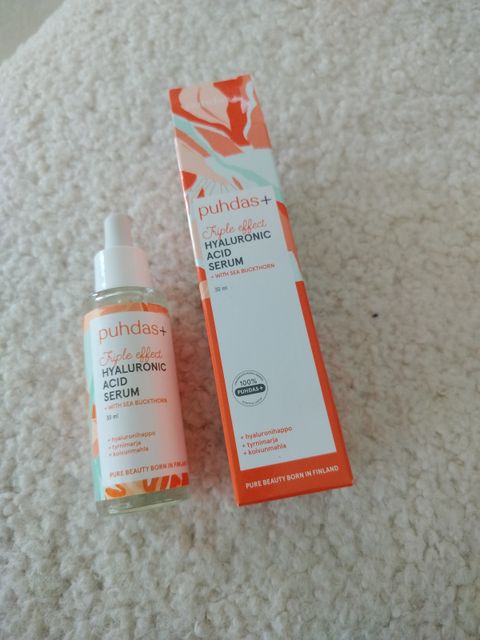 puhdas+
Triple effect
HYALURONIC
ACID
SERUM
+ WITH SEA BUCKTHORN
30 ml
+ hyaluronihappo
+ tyrnimarja
+ koivunmahla
PURE BEAUTY BORN IN FINLAND
puhdas+
Triple effect
HYALURONIC
ACID
SERUM
+ WITH SEA BUCKTHORN
30 ml
100%
PUHDAS+
+ hyaluronihappo
+ tyrnimarja
+ koivunmahla
PURE BEAUTY BORN IN FINLAND